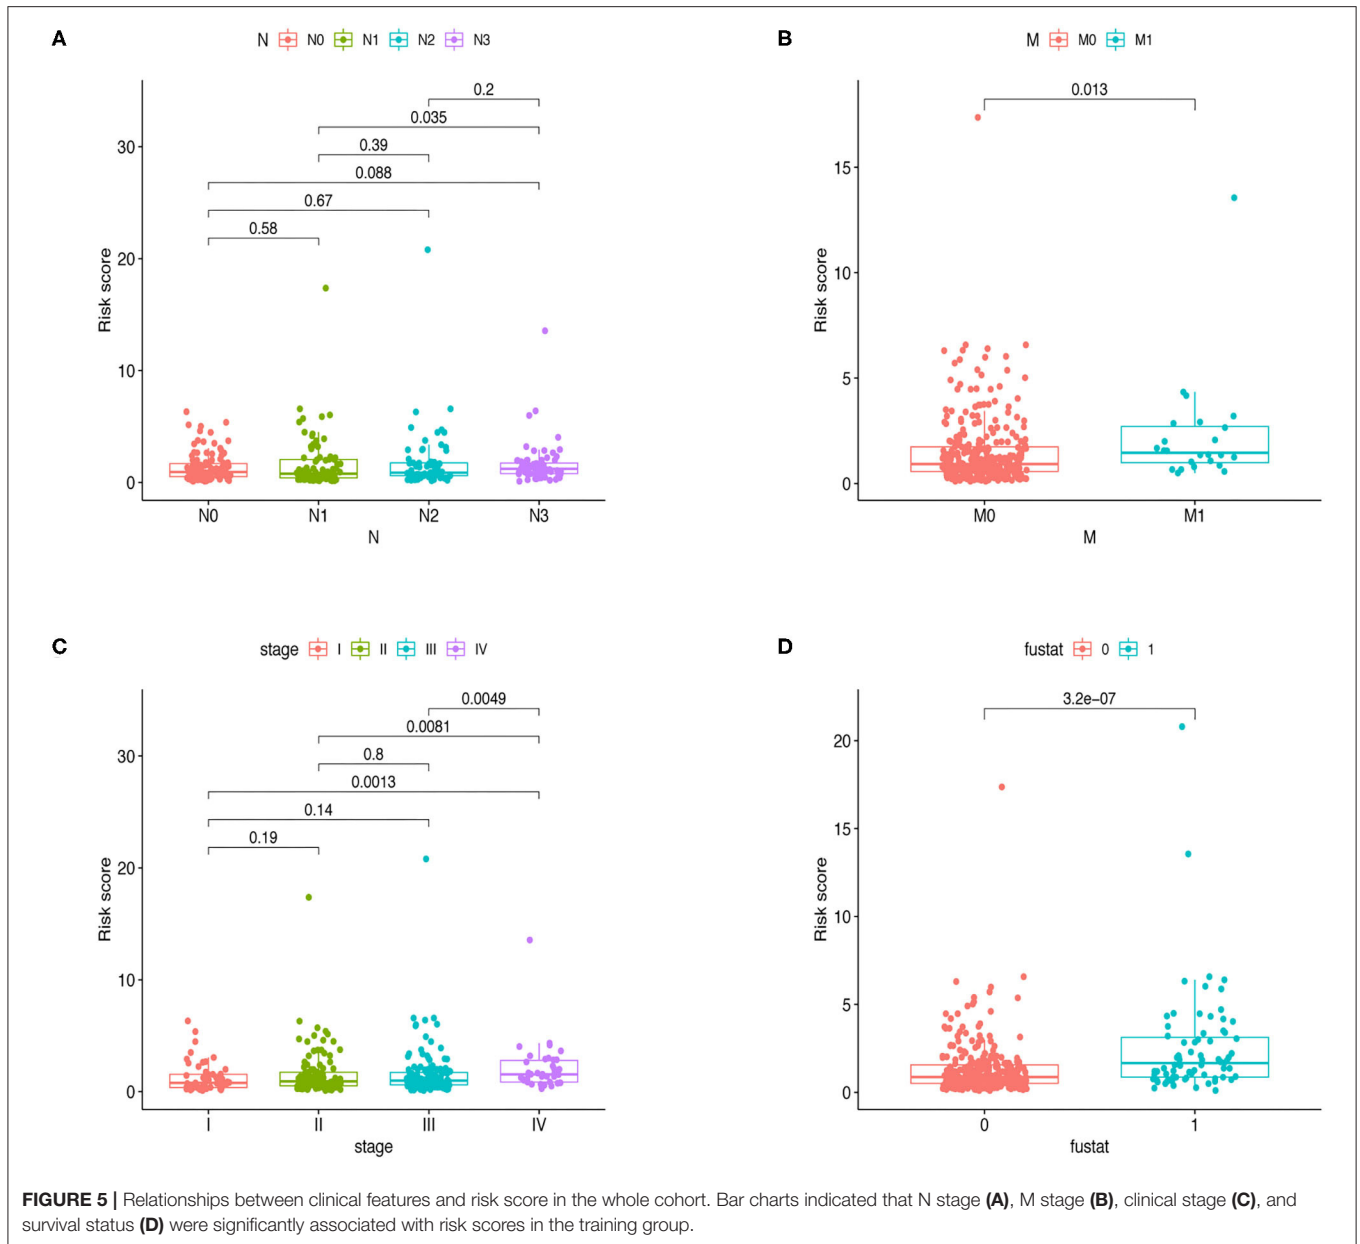 A
N N0 N1 N2 N3
0.2
0.035
0.39
0.088
0.67
0.58
30
20
10
0
Risk score
N0 N1 N2 N3
N
B
M M0 M1
0.013
15
10
5
0
Risk score
M0 M1
M
C
stage I II III IV
0.0049
0.0081
0.8
0.0013
0.14
0.19
30
20
10
0
Risk score
I II III IV
stage
D
fustat 0 1
3.2e−07
20
15
10
5
0
Risk score
0 1
fustat
FIGURE 5 | Relationships between clinical features and risk score in the whole cohort. Bar charts indicated that N stage (A), M stage (B), clinical stage (C), and
survival status (D) were significantly associated with risk scores in the training group.